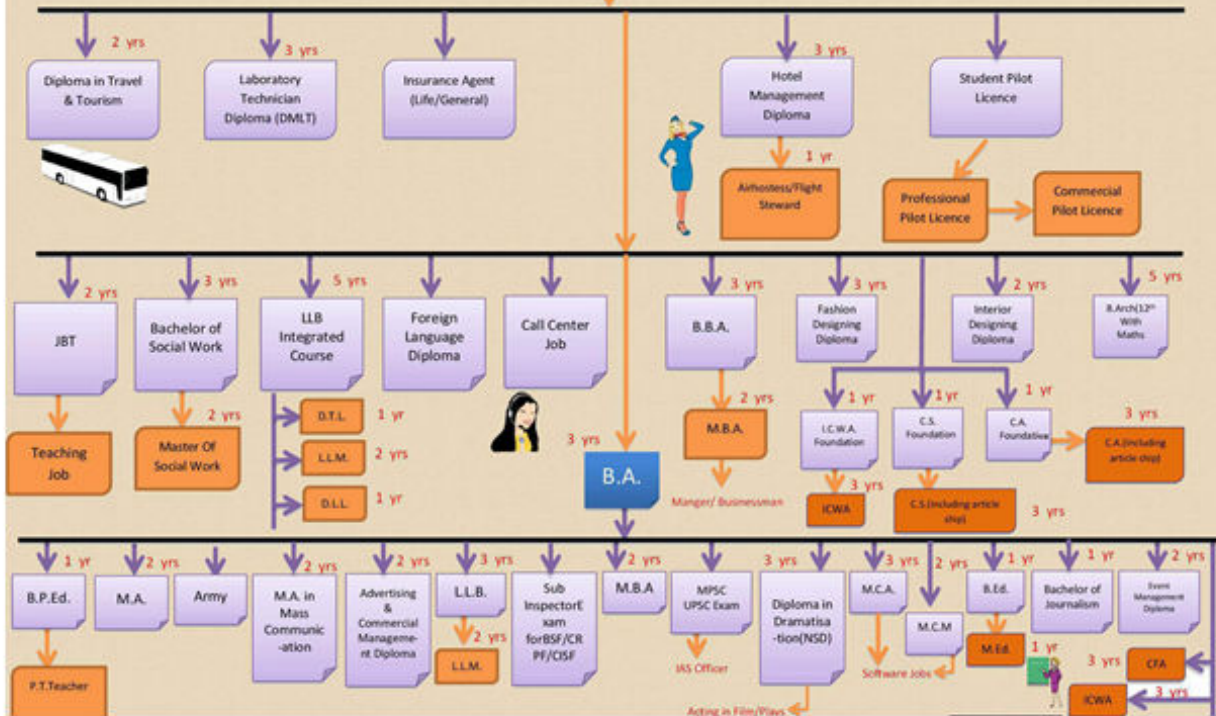 2 yrs
Diploma in Travel
& Tourism
3 yrs
Laboratory
Technician
Diploma (DMLT)
Insurance Agent
(Life/General)
3 yrs
Hotel
Management
Diploma
1 yr
Airhostess/Flight
Steward
Student Pilot
Licence
Professional
Pilot Licence
Commercial
Pilot Licence
2 yrs
JBT
Teaching
Job
3 yrs
Bachelor of
Social Work
2 yrs
Master Of
Social Work
5 yrs
LLB
Integrated
Course
D.T.L.
1 yr
L.L.M.
2 yrs
D.L.L.
1 yr
Foreign
Language
Diploma
Call Center
Job
3 yrs
B.A.
3 yrs
B.B.A.
2 yrs
M.B.A.
Manger/ Businessman
3 yrs
Fashion
Designing
Diploma
2 yrs
Interior
Designing
Diploma
5 yrs
B.Arch(12th
With
Maths
1 yr
I.C.W.A.
Foundation
3 yrs
ICWA
1 yr
C.S.
Foundation
C.S.(Including article
ship)
3 yrs
1 yr
C.A.
Foundation
3 yrs
C.A.(including
article ship)
1 yr
B.P.Ed.
P.T.Teacher
2 yrs
M.A.
Army
2 yrs
M.A. in
Mass
Communic
-ation
2 yrs
Advertising
&
Commercial
Manageme-
nt Diploma
3 yrs
L.L.B.
2 yrs
L.L.M.
Sub
InspectorE
xam
forBSF/CR
PF/CISF
2 yrs
M.B.A
MPSC
UPSC Exam
IAS Officer
3 yrs
Diploma in
Dramatisa
-tion(NSD)
Acting in Film/Plays
3 yrs
M.C.A.
2 yrs
M.C.M
Software Jobs
1 yr
B.Ed.
M.Ed.
1 yr
1 yr
Bachelor of
Journalism
2 yrs
Event
Management
Diploma
3 yrs
CFA
ICWA
3 yrs